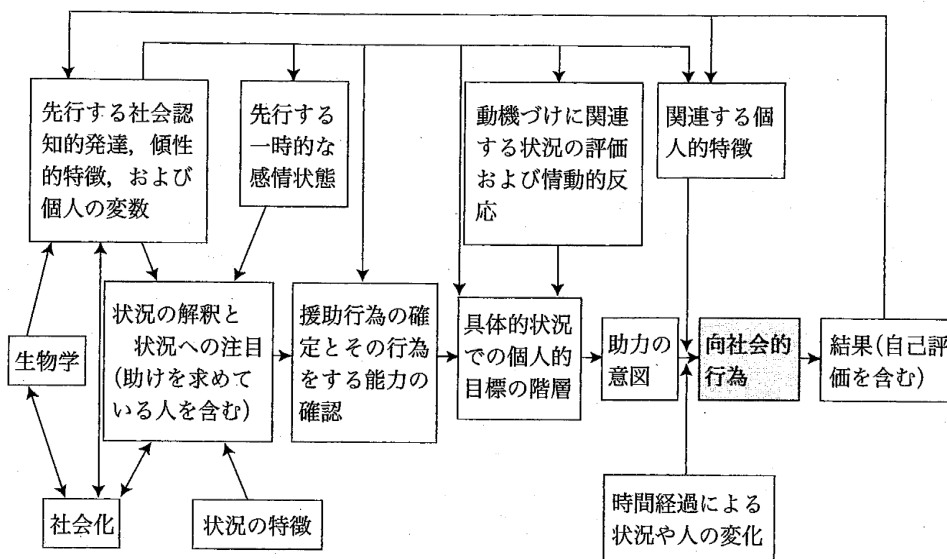 先行する社会認
知的発達，傾性
的特徴，および
個人の変数
先行する
一時的な
感情状態
動機づけに関連
する状況の評価
および情動的反
応
関連する個
人的特徴
生物学
状況の解釈と
状況への注目
(助けを求めて
いる人を含む)
援助行為の確
定とその行為
をする能力の
確認
具体的状況
での個人的
目標の階層
助力の
意図
向社会的
行為
結果(自己評
価を含む)
社会化
状況の特徴
時間経過による
状況や人の変化